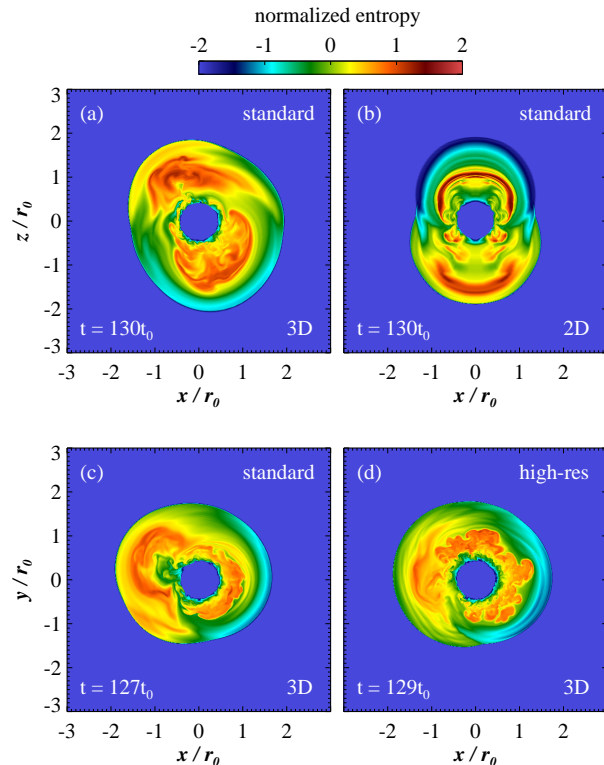 normalized entropy
-2 -1 0 1 2
(a) standard
(b) standard
3
2
1
0
-1
-2
-3
z/r0
t = 130t0 3D
t = 130t0 2D
-3 -2 -1 0 1 2
-2 -1 0 1 2
x/r0
x/r0
(c) standard
(d) high-res
3
2
1
0
-1
-2
-3
y/r0
t = 127t0 3D
t = 129t0 3D
-3 -2 -1 0 1 2
-2 -1 0 1 2
x/r0
x/r0